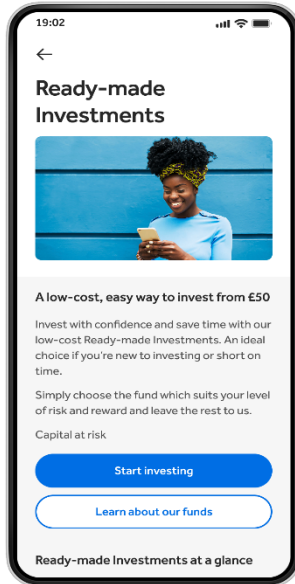 19:02
Ready-made
Investments
A low-cost, easy way to invest from £50
Invest with confidence and save time with our
low-cost Ready-made Investments. An ideal
choice if you're new to investing or short on
time.
Simply choose the fund which suits your level
of risk and reward and leave the rest to us.
Capital at risk
Start investing
Learn about our funds
Ready-made Investments at a glance